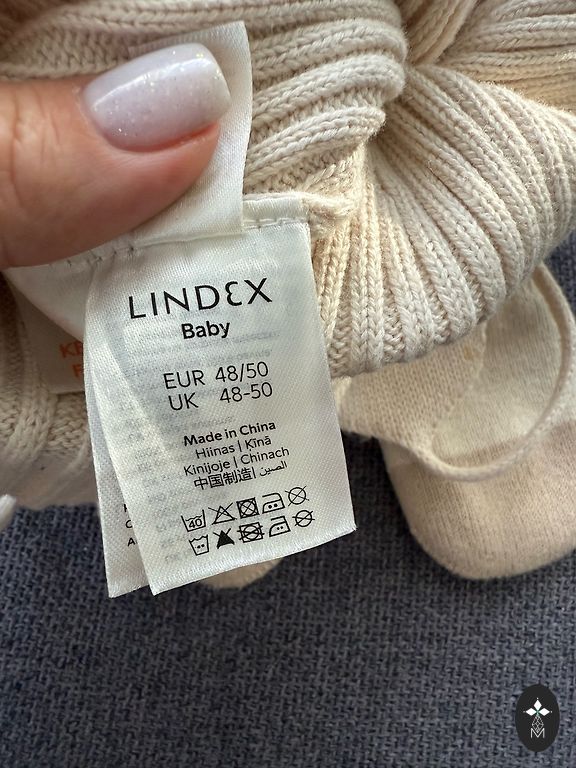 LINDEX
Baby
EUR 48/50
UK 48-50
Made in China
Hiinas | Ķīnā
Kinijoje | Chinach
中国制造 | الصين
40
M